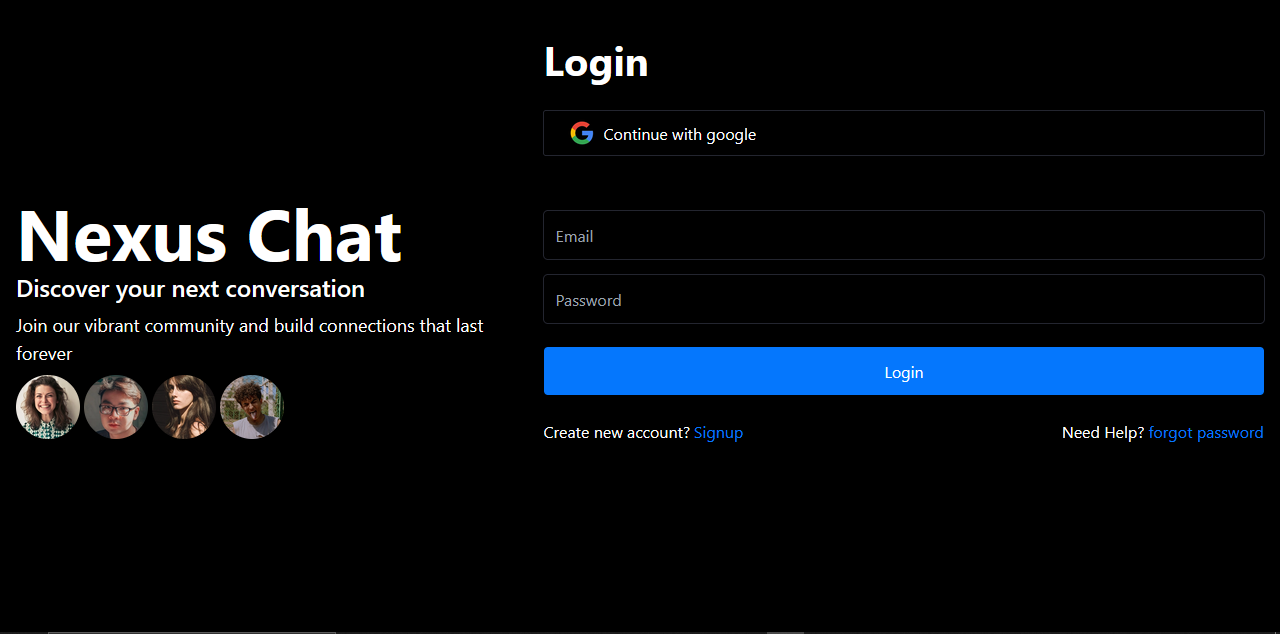 Nexus Chat
Discover your next conversation
Join our vibrant community and build connections that last
forever
Login
Continue with google
Email
Password
Login
Create new account? Signup
Need Help? forgot password